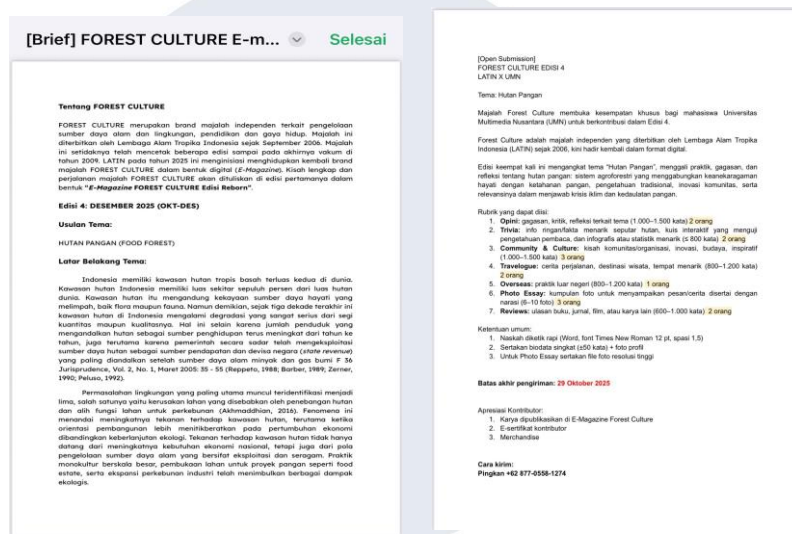 [Brief] FOREST CULTURE E-m...
Selesai
Tentang FOREST CULTURE
FOREST CULTURE merupakan brand majalah independen terkait pengelolaan
sumber daya alam dan lingkungan, pendidikan dan gaya hidup. Majalah ini
diterbitkan oleh Lembaga Alam Tropika Indonesia sejak September 2006. Majalah
ini setidaknya telah mencetak beberapa edisi sampai pada akhirnya vakum di
tahun 2009. LATIN pada tahun 2025 ini menginisiasi menghidupkan kembali brand
majalah FOREST CULTURE dalam bentuk digital (E-Magazine). Kisah lengkap dan
perjalanan majalah FOREST CULTURE akan dituliskan di edisi pertamanya dalam
bentuk "E-Magazine FOREST CULTURE Edisi Reborn".
Edisi 4: DESEMBER 2025 (OKT-DES)
Usulan Tema:
HUTAN PANGAN (FOOD FOREST)
Latar Belakang Tema:
Indonesia memiliki kawasan hutan tropis basah terluas kedua di dunia.
Kawasan hutan Indonesia memiliki luas sekitar sepuluh persen dari luas hutan
dunia. Kawasan hutan itu mengandung kekayaan sumber daya hayati yang
melimpah, baik flora maupun fauna. Namun demikian, sejak tiga dekade terakhir ini
kawasan hutan di Indonesia mengalami degradasi yang sangat serius dari segi
kuantitas maupun kualitasnya. Hal ini selain karena jumlah penduduk yang
mengandalkan hutan sebagai sumber penghidupan terus meningkat dari tahun ke
tahun, juga terutama karena pemerintah secara sadar telah mengeksploitasi
sumber daya hutan sebagai sumber pendapatan dan devisa negara (state revenue)
yang paling diandalkan setelah sumber daya alam minyak dan gas bumi F 36
Jurisprudence, Vol. 2, No. 1, Maret 2005: 35 - 55 (Reppeto, 1988; Barber, 1989; Zerner,
1990; Peluso, 1992).
Permasalahan lingkungan yang paling utama muncul teridentifikasi menjadi
lima, salah satunya yaitu kerusakan lahan yang disebabkan oleh penebangan hutan
dan alih fungsi lahan untuk perkebunan (Akhmaddhian, 2016). Fenomena ini
menandai meningkatnya tekanan terhadap kawasan hutan, terutama ketika
orientasi pembangunan lebih menitikberatkan pada pertumbuhan ekonomi
dibandingkan keberlanjutan ekologi. Tekanan terhadap kawasan hutan tidak hanya
datang dari meningkatnya kebutuhan ekonomi nasional, tetapi juga dari pola
pengelolaan sumber daya alam yang bersifat eksploitasi dan seragam. Praktik
monokultur berskala besar, pembukaan lahan untuk proyek pangan seperti food
estate, serta ekspansi perkebunan industri telah menimbulkan berbagai dampak
ekologis.
[Open Submission]
FOREST CULTURE EDISI 4
LATIN X UMN
Tema: Hutan Pangan
Majalah Forest Culture membuka kesempatan khusus bagi mahasiswa Universitas
Multimedia Nusantara (UMN) untuk berkontribusi dalam Edisi 4.
Forest Culture adalah majalah independen yang diterbitkan oleh Lembaga Alam Tropika
Indonesia (LATIN) sejak 2006, kini hadir kembali dalam format digital.
Edisi keempat kali ini mengangkat tema "Hutan Pangan", menggali praktik, gagasan, dan
refleksi tentang hutan pangan: sistem agroforestri yang menggabungkan keanekaragaman
hayati dengan ketahanan pangan, pengetahuan tradisional, inovasi komunitas, serta
relevansinya dalam menjawab krisis iklim dan kedaulatan pangan.
Rubrik yang dapat diisi:
1. Opini: gagasan, kritik, refleksi terkait tema (1.000–1.500 kata) 2 orang
2. Trivia: info ringan/fakta menarik seputar hutan, kuis interaktif yang menguji
pengetahuan pembaca, dan infografis atau statistik menarik (≤ 800 kata) 2 orang
3. Community & Culture: kisah komunitas/organisasi, inovasi, budaya, inspiratif
(1.000–1.500 kata) 3 orang
4. Travelogue: cerita perjalanan, destinasi wisata, tempat menarik (800–1.200 kata)
2 orang
5. Overseas: praktik luar negeri (800–1.200 kata) 1 orang
6. Photo Essay: kumpulan foto untuk menyampaikan pesan/cerita disertai dengan
narasi (6–10 foto) 3 orang
7. Reviews: ulasan buku, jurnal, film, atau karya lain (600–1.000 kata) 2 orang
Ketentuan umum:
1. Naskah diketik rapi (Word, font Times New Roman 12 pt, spasi 1,5)
2. Sertakan biodata singkat (±50 kata) + foto profil
3. Untuk Photo Essay sertakan file foto resolusi tinggi
Batas akhir pengiriman: 29 Oktober 2025
Apresiasi Kontributor:
1. Karya dipublikasikan di E-Magazine Forest Culture
2. E-sertifikat kontributor
3. Merchandise
Cara kirim:
Pingkan +62 877-0558-1274